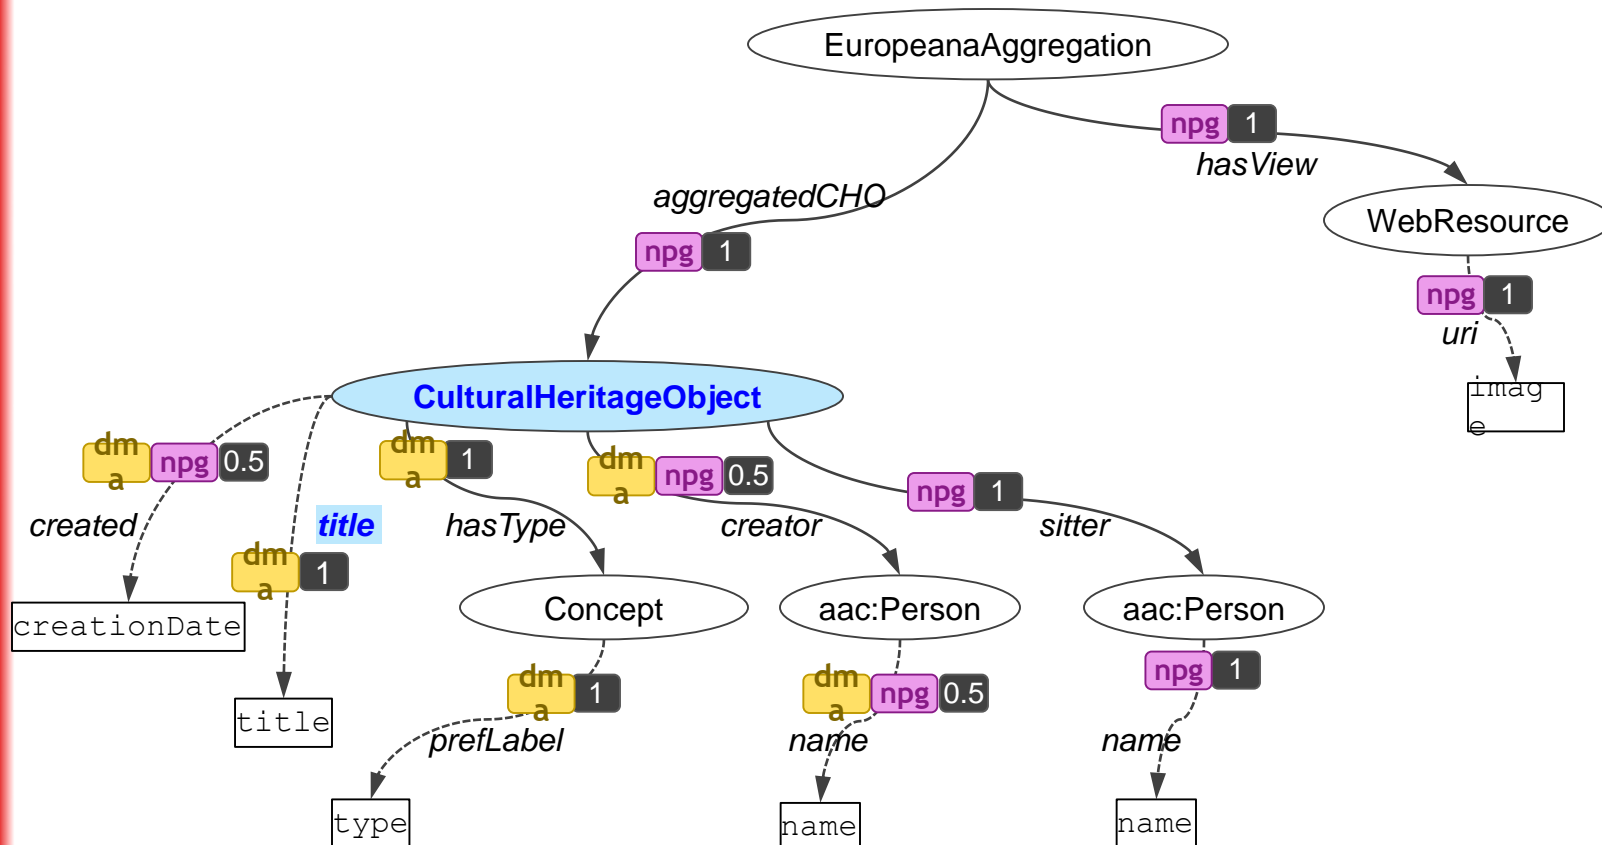 EuropeanaAggregation
npg 1
hasView
aggregatedCHO
WebResource
npg 1
npg 1
uri
imag
e
CulturalHeritageObject
dm
a npg 0.5
dm
a 1
dm
a npg 0.5
npg 1
created
title
hasType
creator
sitter
dm
a 1
creationDate
Concept
aac:Person
aac:Person
npg 1
dm
a 1
dm
a npg 0.5
title
prefLabel
name
name
type
name
name